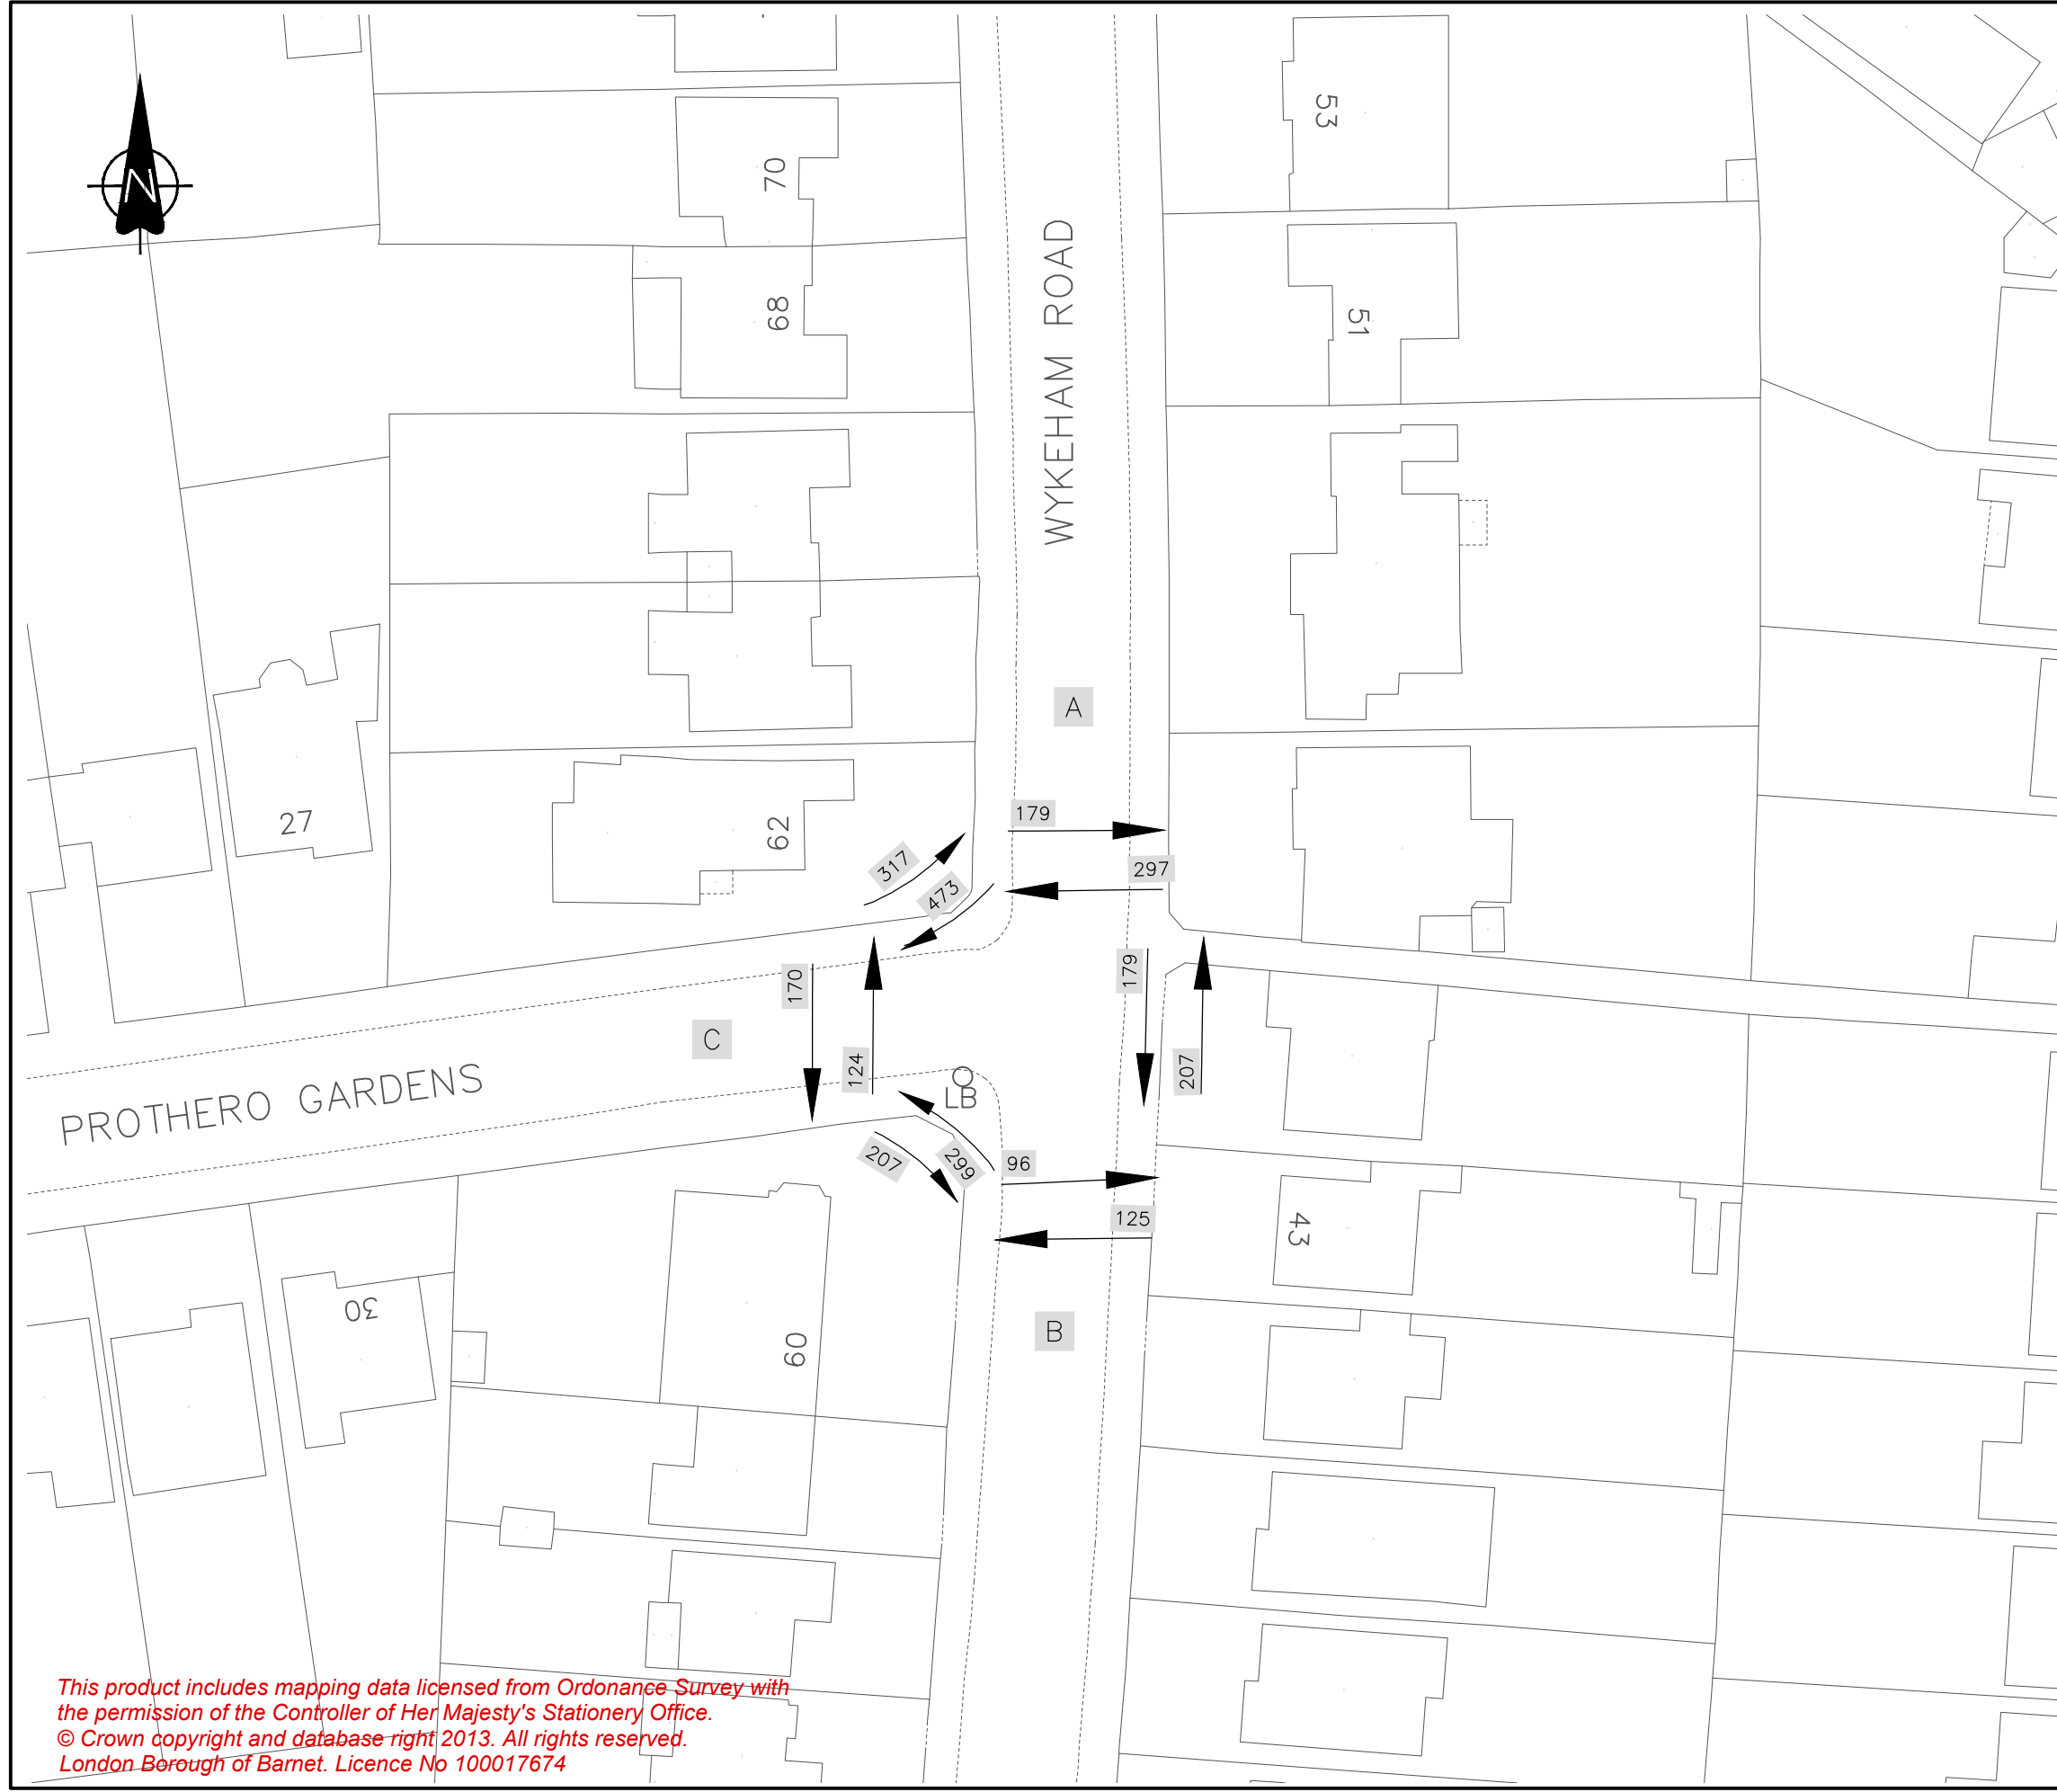 53
70
N
WYKEHAM ROAD
68
51
A
179
27
62
317
297
473
170
179
C
124
207
LB
PROTHERO GARDENS
207
299
96
125
43
30
B
60
This product includes mapping data licensed from Ordonance Survey with
the permission of the Controller of Her Majesty's Stationery Office.
© Crown copyright and database right 2013. All rights reserved.
London Borough of Barnet. Licence No 100017674